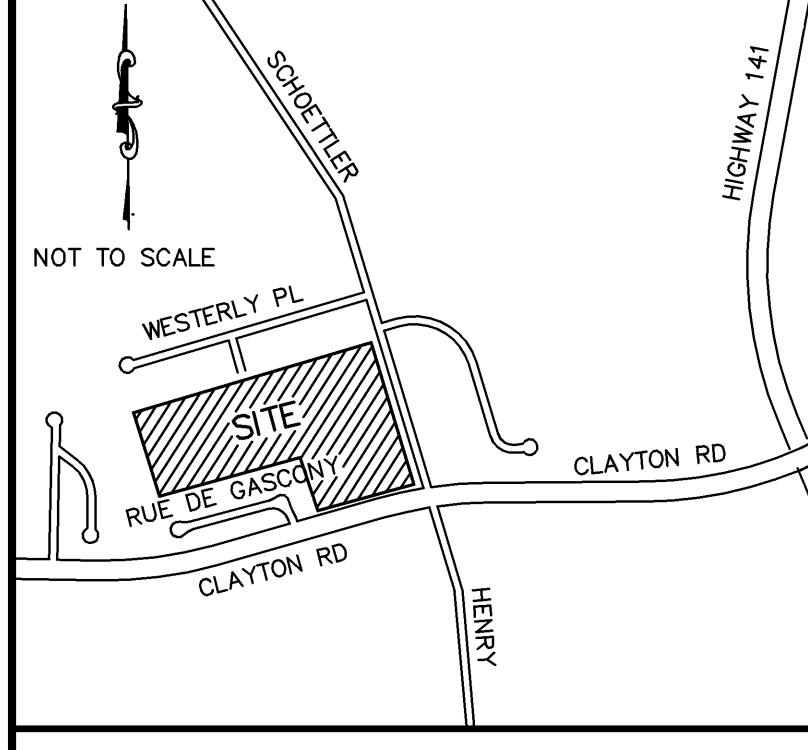 SCHOETTLER
HIGHWAY 141
NOT TO SCALE
WESTERLY PL
SITE
RUE DE GASCONY
CLAYTON RD
CLAYTON RD
HENRY